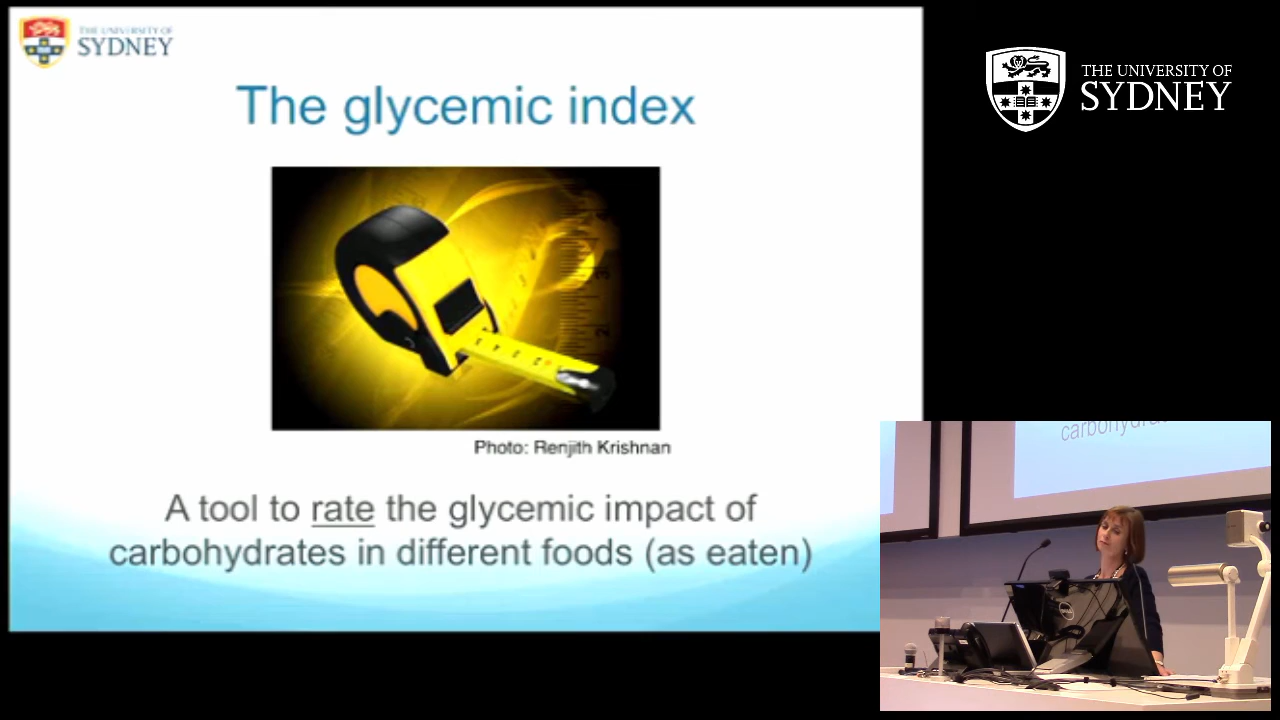 THE UNIVERSITY OF
SYDNEY
The glycemic index
Photo: Renjith Krishnan
A tool to rate the glycemic impact of
carbohydrates in different foods (as eaten)
THE UNIVERSITY OF
SYDNEY
DELL